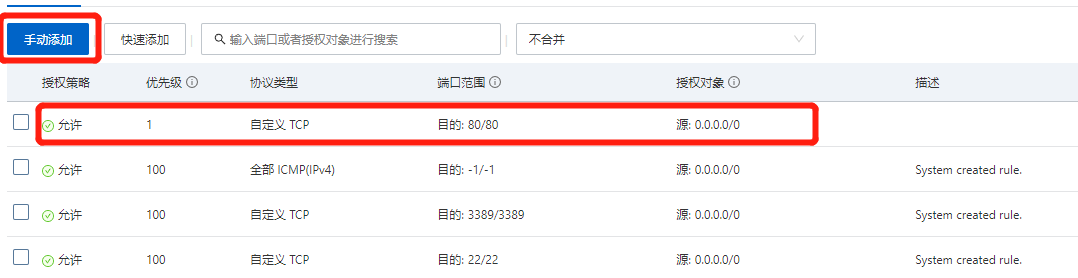 手动添加 快速添加 输入端口或者授权对象进行搜索 不合并
授权策略 优先级 协议类型 端口范围 授权对象 描述
允许 1 自定义 TCP 目的: 80/80 源: 0.0.0.0/0
允许 100 全部 ICMP(IPv4) 目的: -1/-1 源: 0.0.0.0/0 System created rule.
允许 100 自定义 TCP 目的: 3389/3389 源: 0.0.0.0/0 System created rule.
允许 100 自定义 TCP 目的: 22/22 源: 0.0.0.0/0 System created rule.